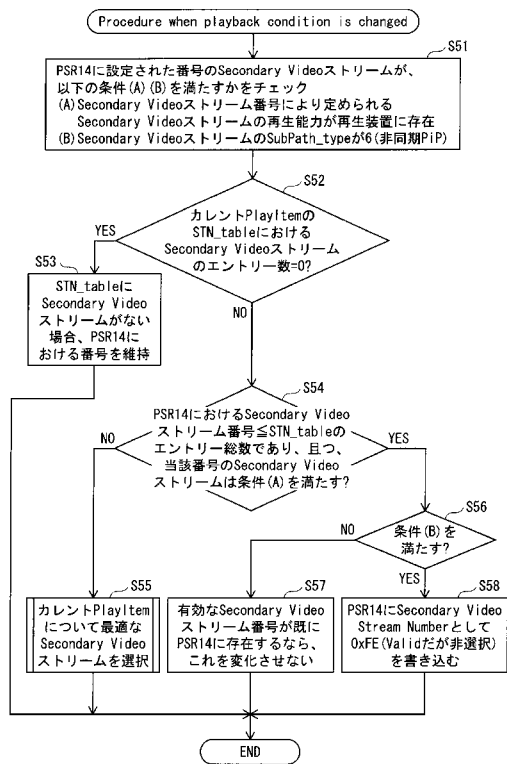 Procedure when playback condition is changed
S51
PSR14に設定された番号のSecondary Videoストリームが、
以下の条件(A)(B)を満たすかをチェック
(A)Secondary Videoストリーム番号により定められる
Secondary Videoストリームの再生能力が再生装置に存在
(B)Secondary VideoストリームのSubPath_typeが6(非同期PiP)
S52
カレントPlayItemの
STN_tableにおける
Secondary Videoストリーム
のエントリー数=0?
YES
NO
S53
STN_tableに
Secondary Video
ストリームがない
場合、PSR14に
おける番号を維持
S54
PSR14におけるSecondary Video
ストリーム番号≦STN_tableの
エントリー総数であり、且つ、
当該番号のSecondary Video
ストリームは条件(A)を満たす?
NO
YES
S56
条件(B)を
満たす?
NO
YES
S55
カレントPlayItem
について最適な
Secondary Video
ストリームを選択
S57
有効なSecondary Video
ストリーム番号が既に
PSR14に存在するなら、
これを変化させない
S58
PSR14にSecondary Video
Stream Numberとして
0xFE(Validだが非選択)
を書き込む
END